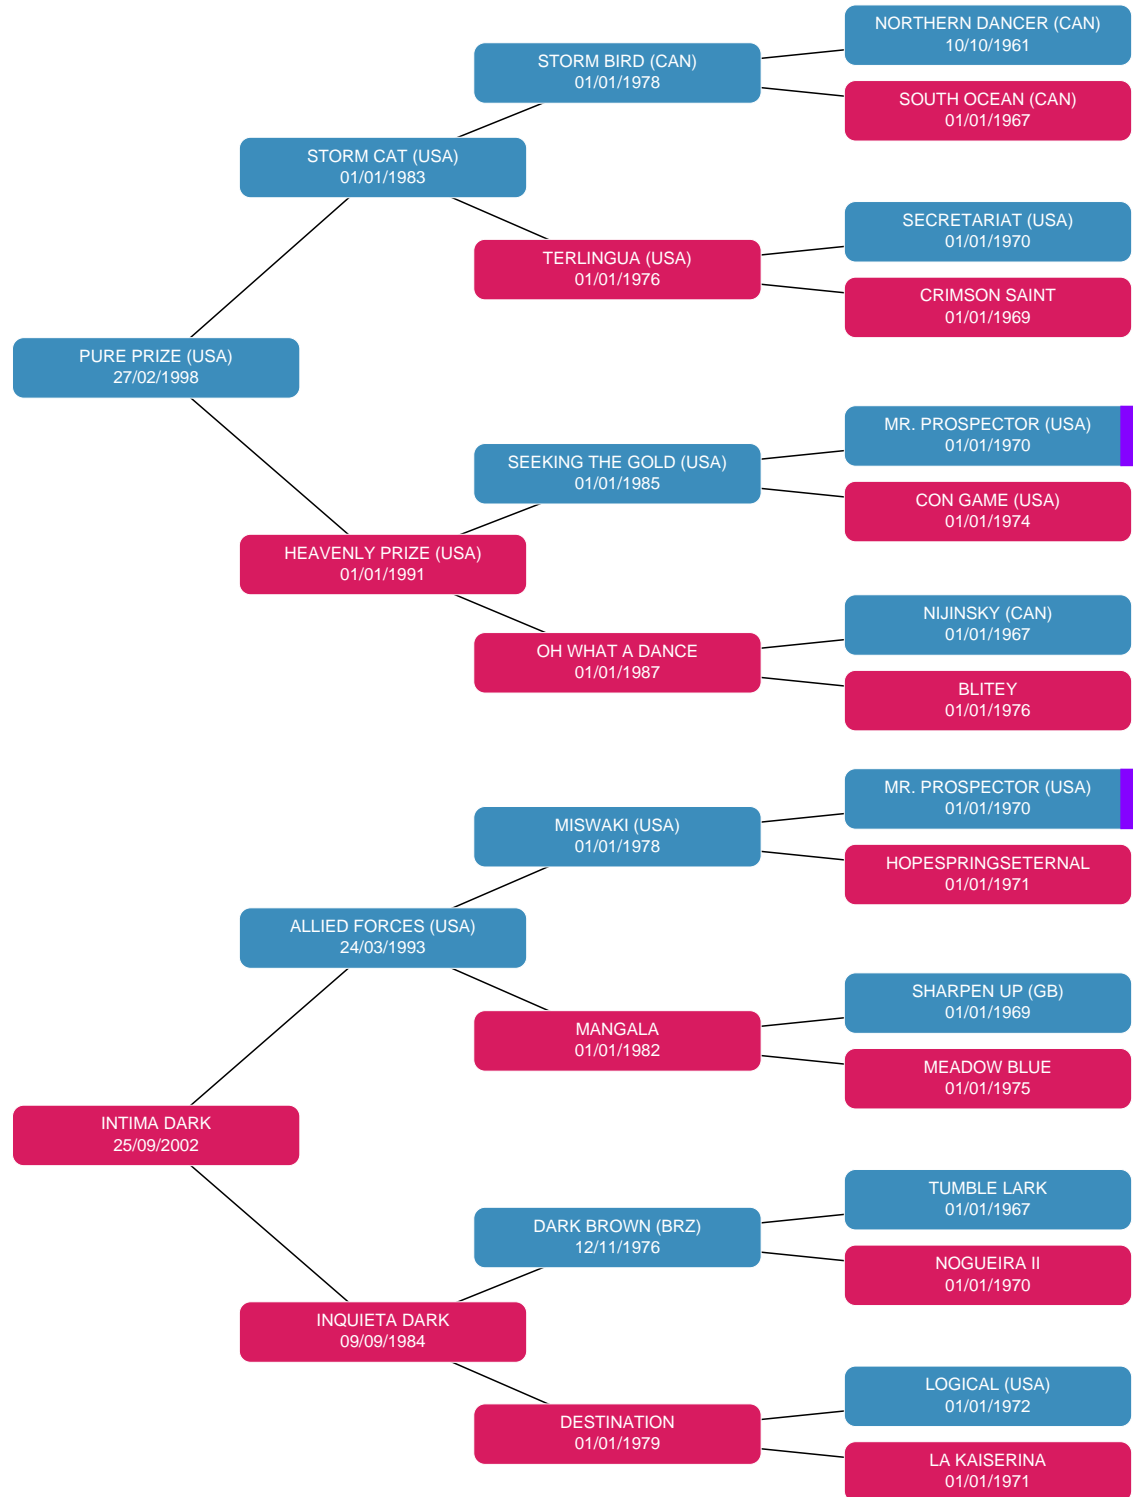 NORTHERN DANCER (CAN)
10/10/1961
STORM BIRD (CAN)
01/01/1978
SOUTH OCEAN (CAN)
01/01/1967
STORM CAT (USA)
01/01/1983
SECRETARIAT (USA)
01/01/1970
TERLINGUA (USA)
01/01/1976
CRIMSON SAINT
01/01/1969
PURE PRIZE (USA)
27/02/1998
MR. PROSPECTOR (USA)
01/01/1970
SEEKING THE GOLD (USA)
01/01/1985
CON GAME (USA)
01/01/1974
HEAVENLY PRIZE (USA)
01/01/1991
NIJINSKY (CAN)
01/01/1967
OH WHAT A DANCE
01/01/1987
BLITEY
01/01/1976
MR. PROSPECTOR (USA)
01/01/1970
MISWAKI (USA)
01/01/1978
HOPESPRINGSETERNAL
01/01/1971
ALLIED FORCES (USA)
24/03/1993
SHARPEN UP (GB)
01/01/1969
MANGALA
01/01/1982
MEADOW BLUE
01/01/1975
INTIMA DARK
25/09/2002
TUMBLE LARK
01/01/1967
DARK BROWN (BRZ)
12/11/1976
NOGUEIRA II
01/01/1970
INQUIETA DARK
09/09/1984
LOGICAL (USA)
01/01/1972
DESTINATION
01/01/1979
LA KAISERINA
01/01/1971